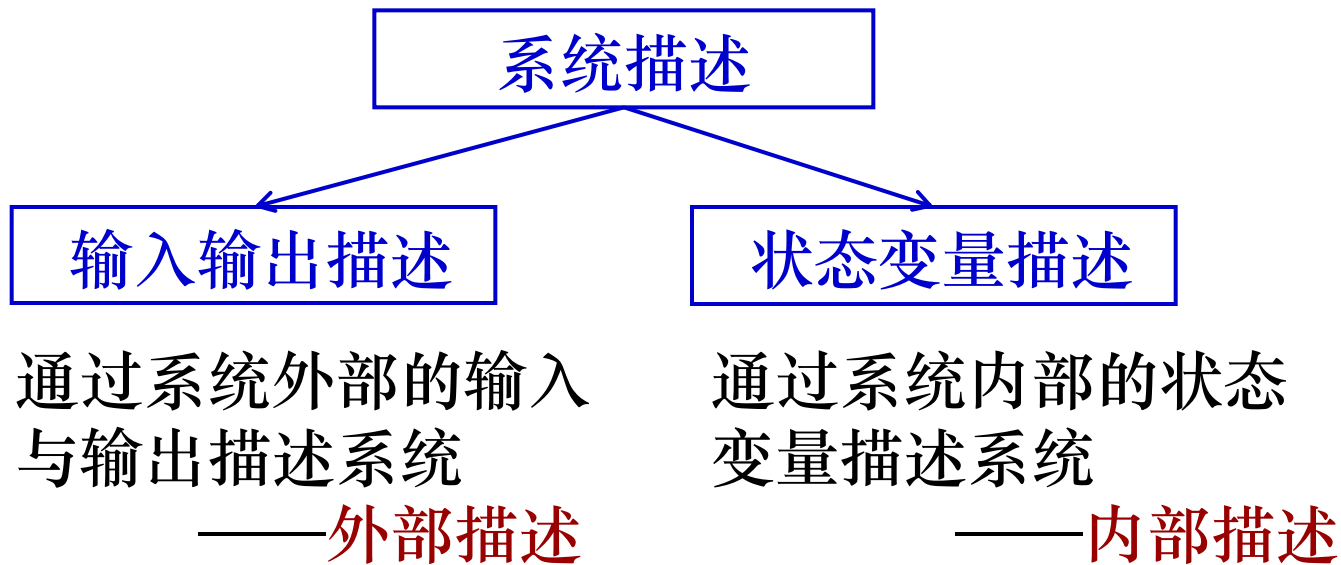 系统描述
输入输出描述
状态变量描述
通过系统外部的输入
与输出描述系统
——外部描述
通过系统内部的状态
变量描述系统
——内部描述